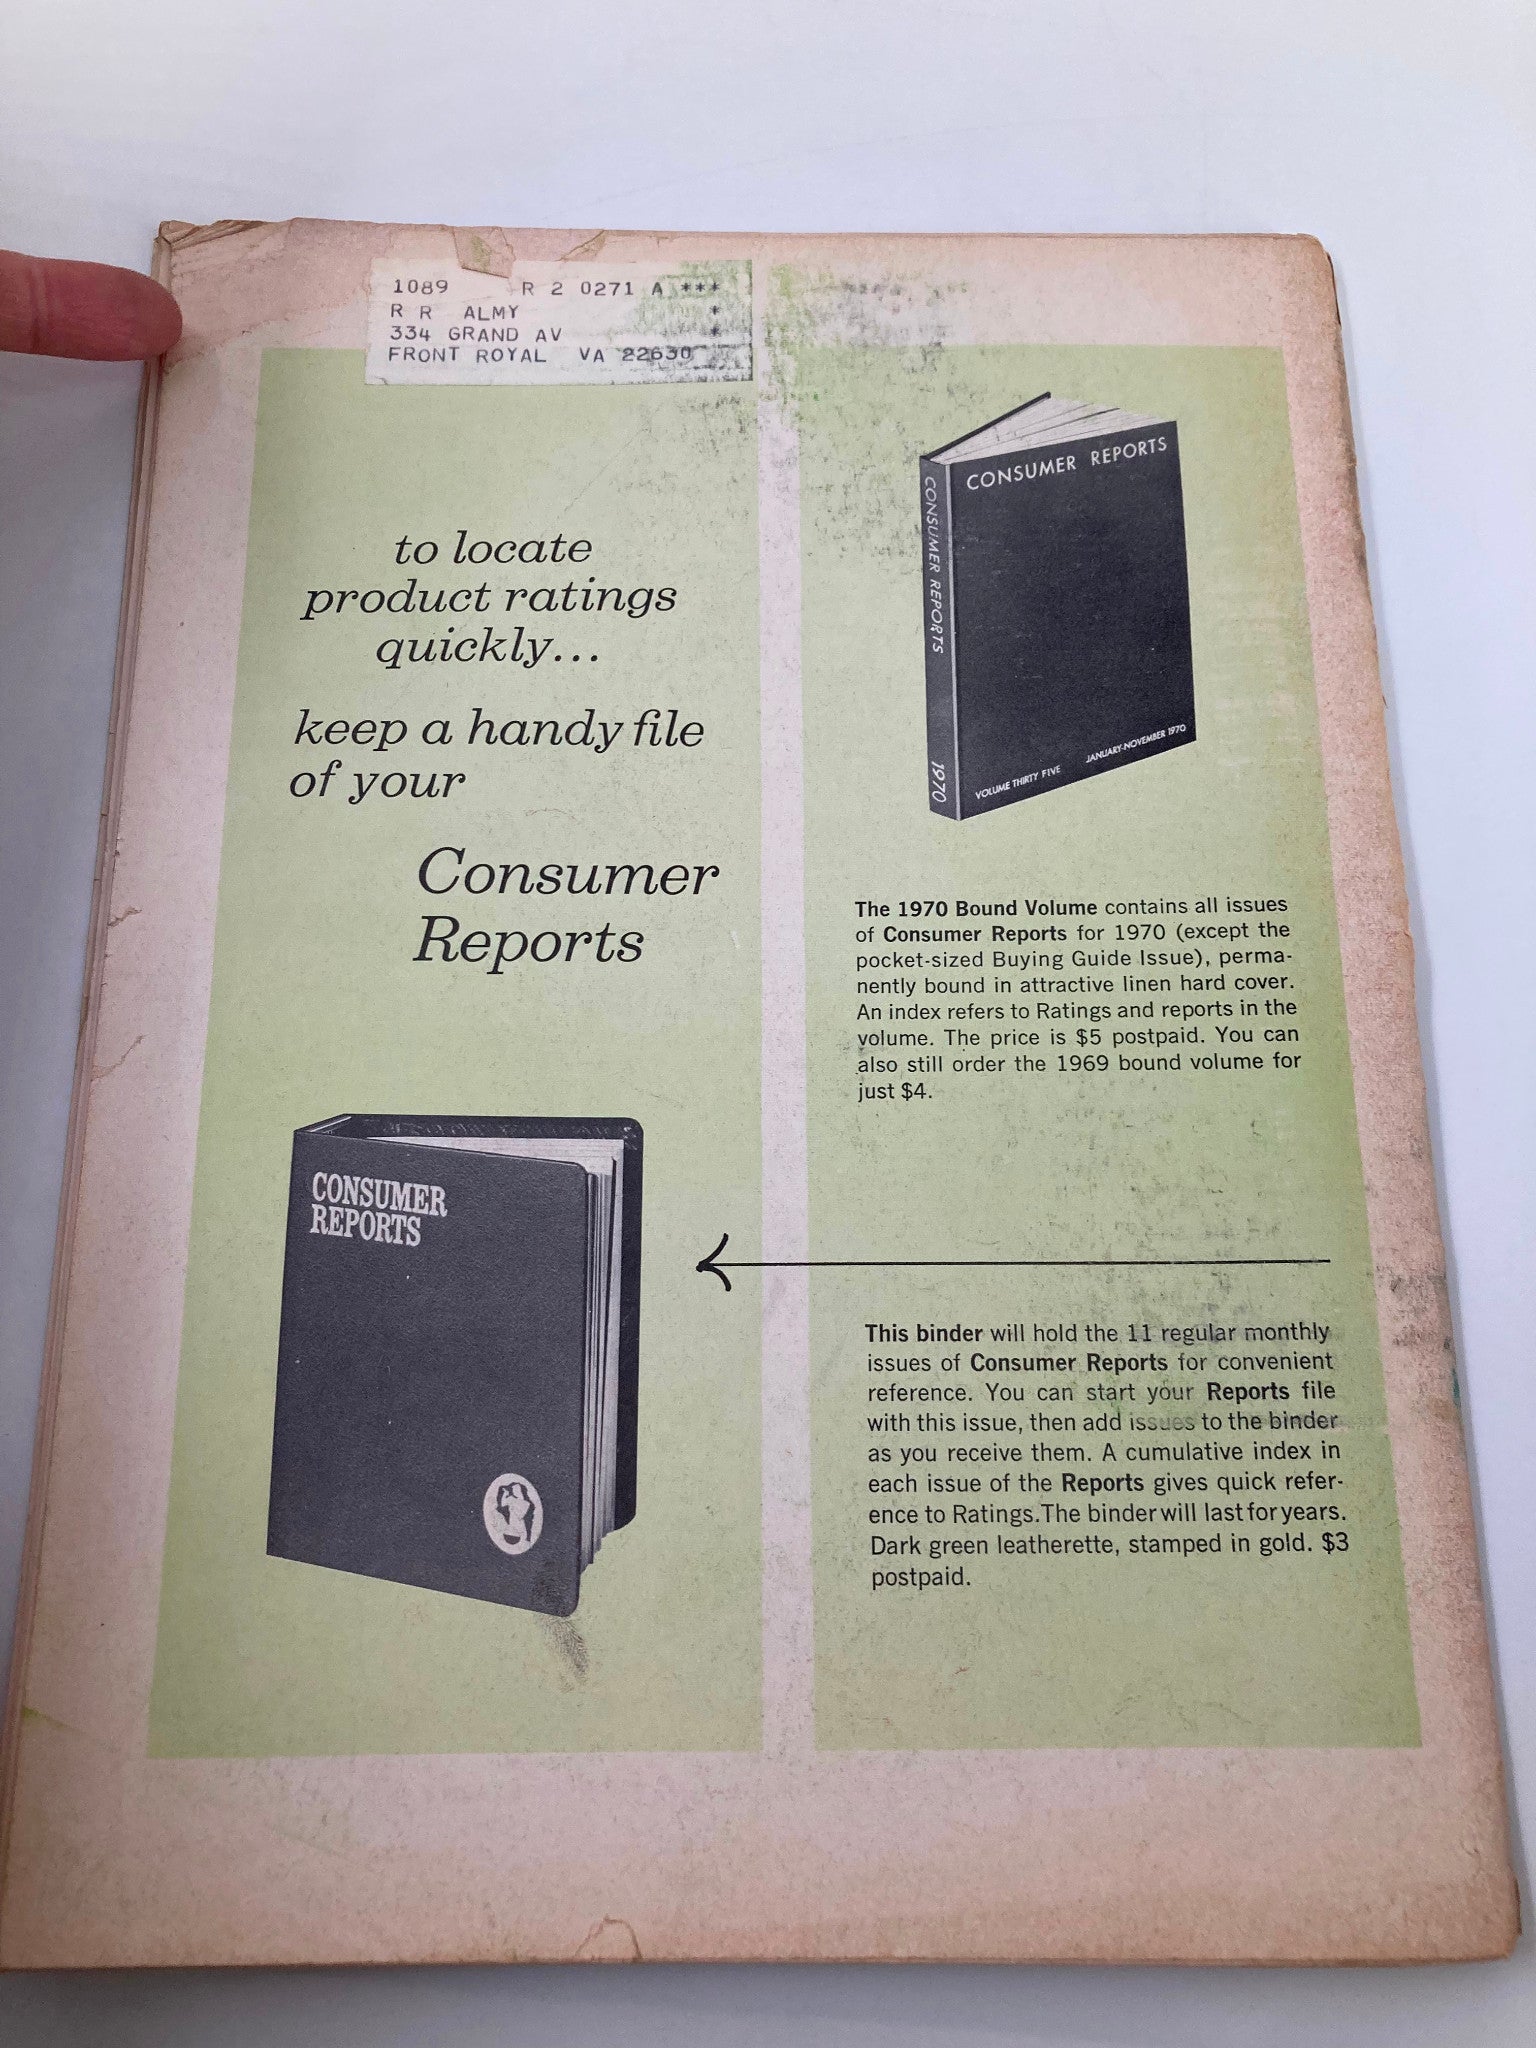 1089 R 2 0271 A ***
R R ALMY *
334 GRAND AV *
FRONT ROYAL VA 22630
to locate
product ratings
quickly...
keep a handy file
of your
Consumer
Reports
CONSUMER
REPORTS
CONSUMER REPORTS
CONSUMER REPORTS
1970
VOLUME THIRTY FIVE JANUARY-NOVEMBER 1970
The 1970 Bound Volume contains all issues
of Consumer Reports for 1970 (except the
pocket-sized Buying Guide Issue), perma-
nently bound in attractive linen hard cover.
An index refers to Ratings and reports in the
volume. The price is $5 postpaid. You can
also still order the 1969 bound volume for
just $4.
This binder will hold the 11 regular monthly
issues of Consumer Reports for convenient
reference. You can start your Reports file
with this issue, then add issues to the binder
as you receive them. A cumulative index in
each issue of the Reports gives quick refer-
ence to Ratings. The binder will last for years.
Dark green leatherette, stamped in gold. $3
postpaid.